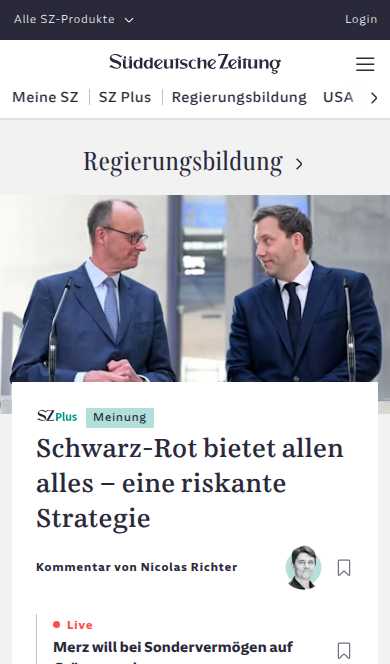 Alle SZ-Produkte Login
Süddeutsche Zeitung
Meine SZ SZ Plus Regierungsbildung USA
Regierungsbildung
SZ Plus Meinung
Schwarz-Rot bietet allen
alles – eine riskante
Strategie
Kommentar von Nicolas Richter
Live
Merz will bei Sondervermögen auf